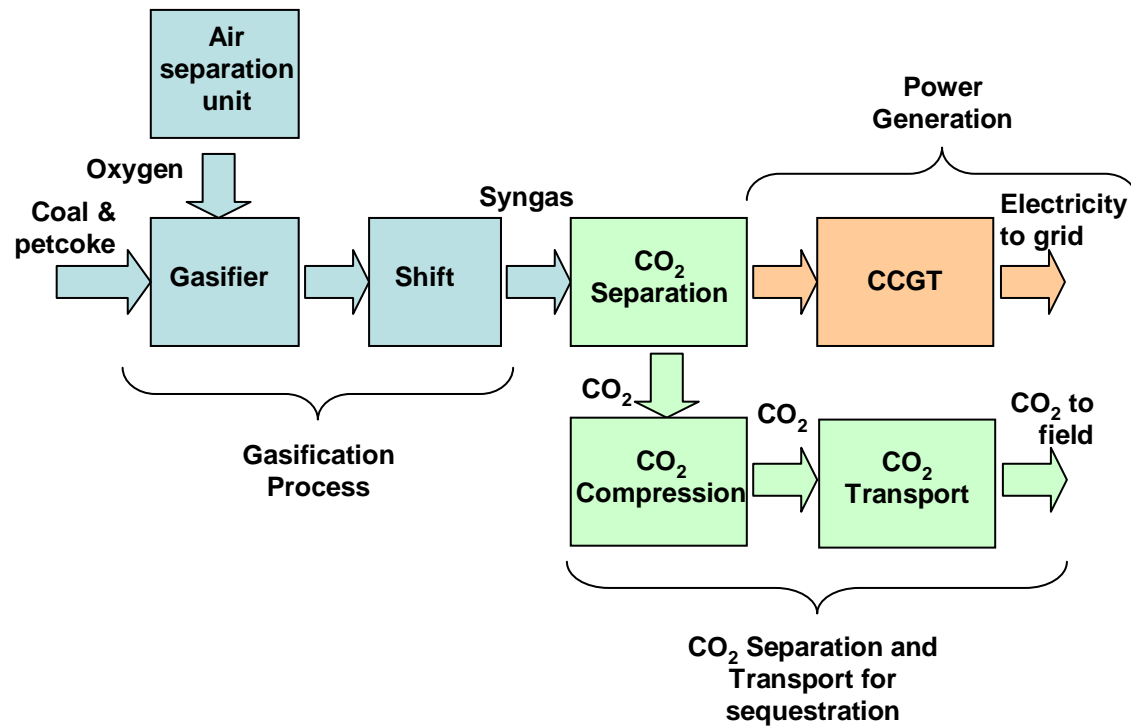 Air
separation
unit
Power
Generation
Oxygen
Coal &
petcoke
Syngas
Electricity
to grid
Gasifier
Shift
CO₂
Separation
CCGT
CO₂
CO₂
CO₂ to
field
Gasification
Process
CO₂
Compression
CO₂
Transport
CO₂ Separation and
Transport for
sequestration